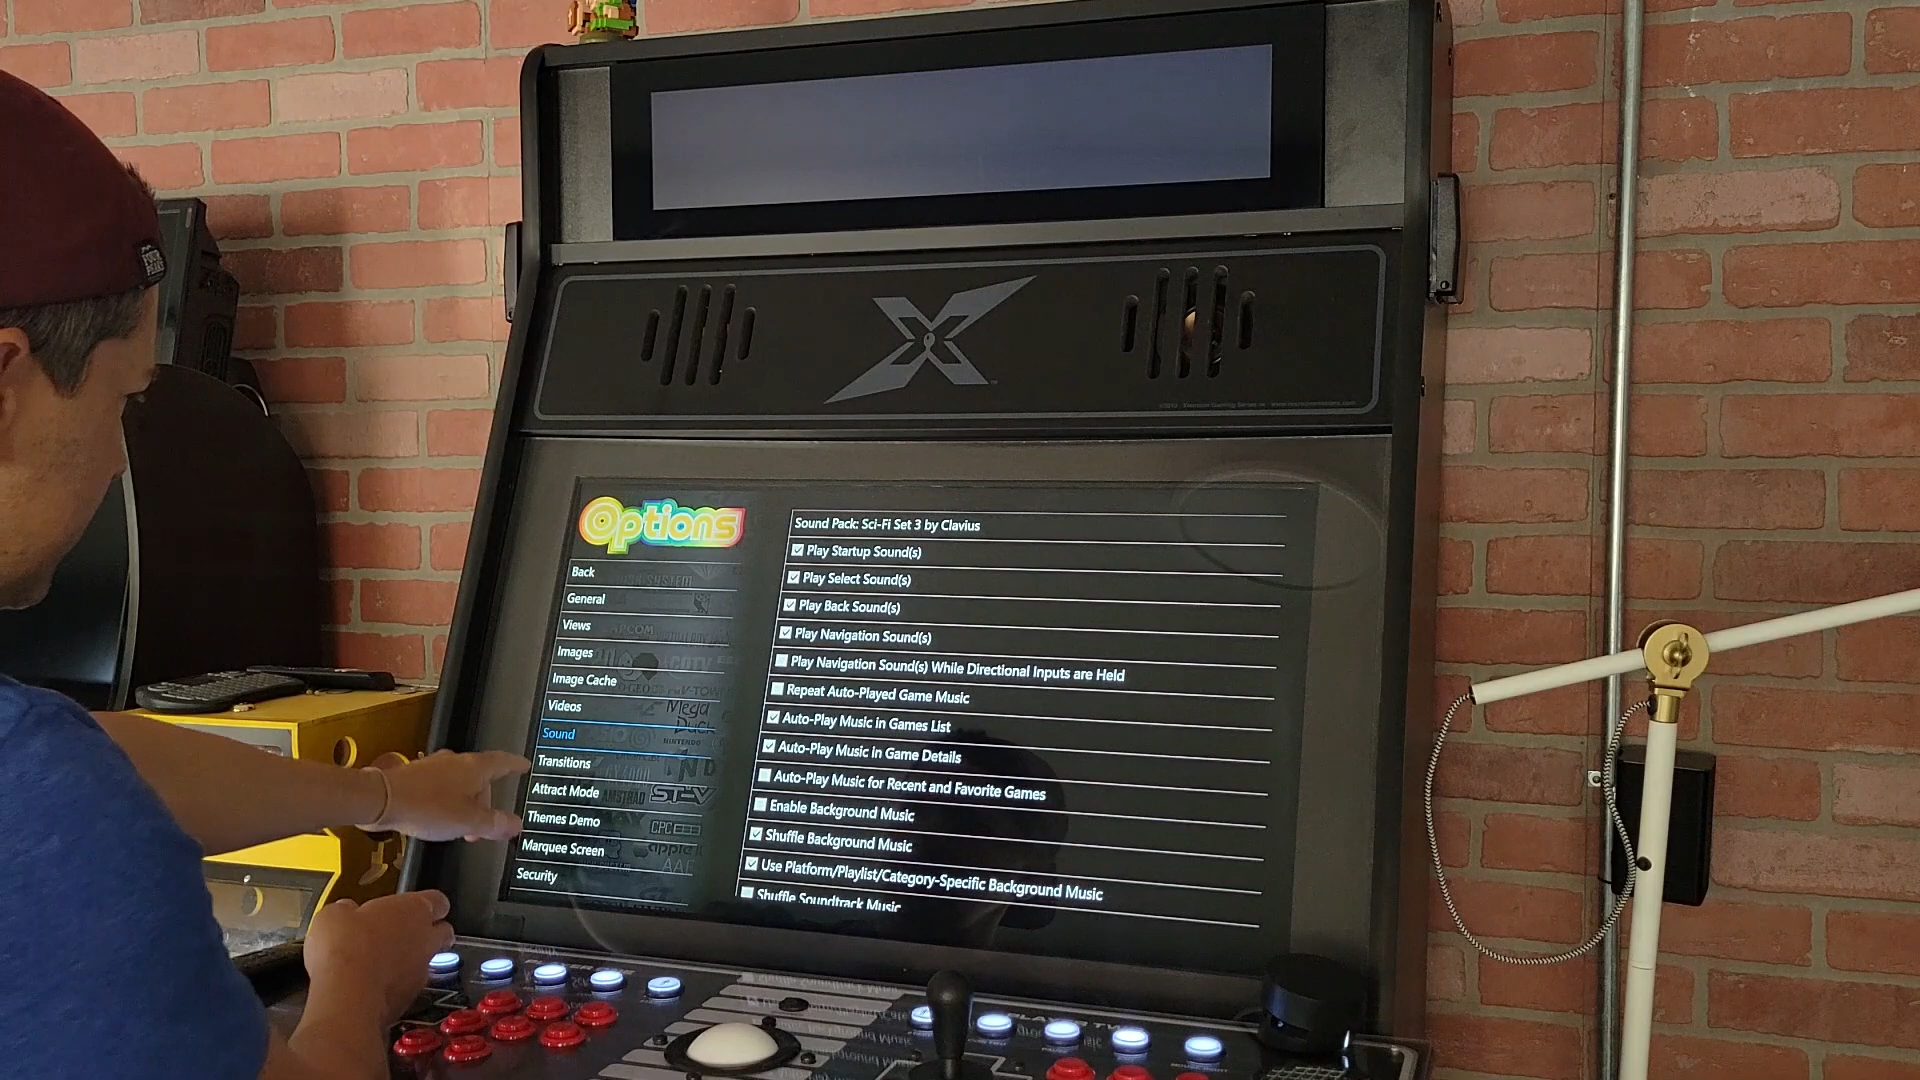 Options
Back
General
Views
Images
Image Cache
Videos
Sound
Transitions
Attract Mode
Themes Demo
Marquee Screen
Security
Sound Pack: Sci-Fi Set 3 by Clavius
Play Startup Sound(s)
Play Select Sound(s)
Play Back Sound(s)
Play Navigation Sound(s)
Play Navigation Sound(s) While Directional Inputs are Held
Repeat Auto-Played Game Music
Auto-Play Music in Games List
Auto-Play Music in Game Details
Auto-Play Music for Recent and Favorite Games
Enable Background Music
Shuffle Background Music
Use Platform/Playlist/Category-Specific Background Music
Shuffle Soundtrack Music